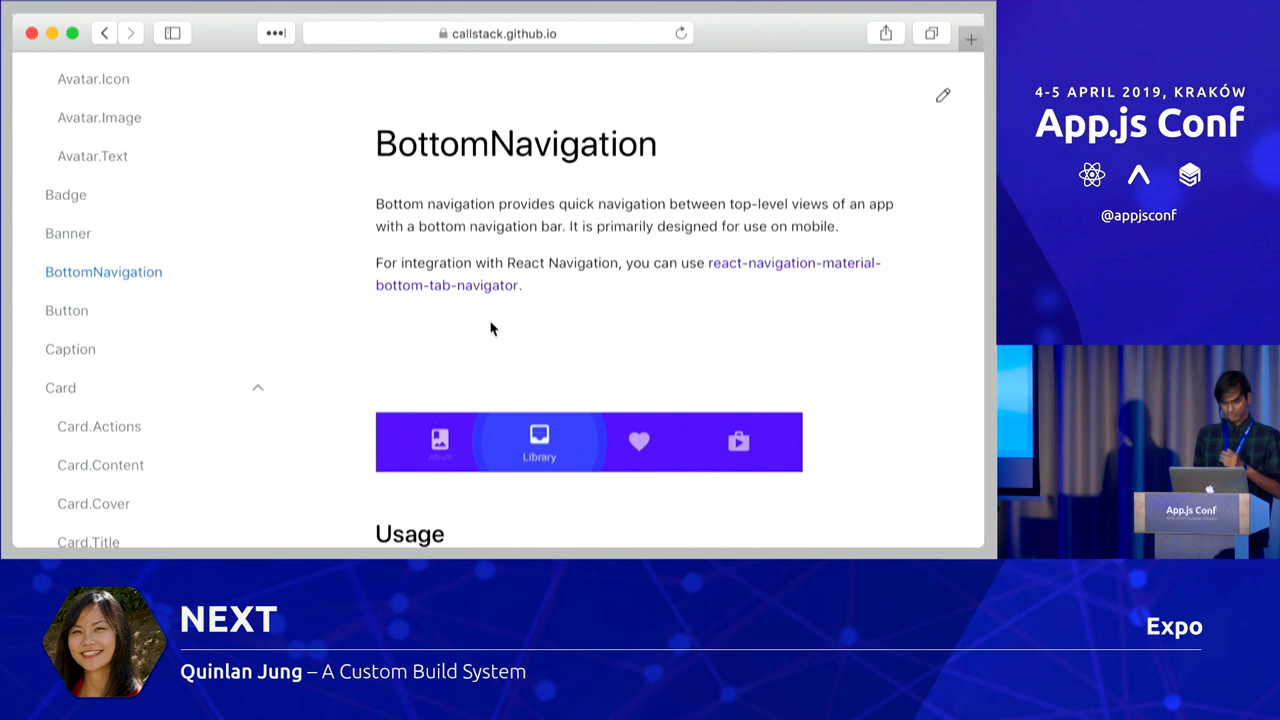 callstack.github.io
Avatar.Icon
Avatar.Image
Avatar.Text
Badge
Banner
BottomNavigation
Button
Caption
Card
Card.Actions
Card.Content
Card.Cover
Card.Title
BottomNavigation
Bottom navigation provides quick navigation between top-level views of an app
with a bottom navigation bar. It is primarily designed for use on mobile.
For integration with React Navigation, you can use react-navigation-material-
bottom-tab-navigator.
Album
Library
Usage
4-5 APRIL 2019, KRAKÓW
App.js Conf
@appjsconf
App.js Conf
NEXT
Quinlan Jung – A Custom Build System
Expo